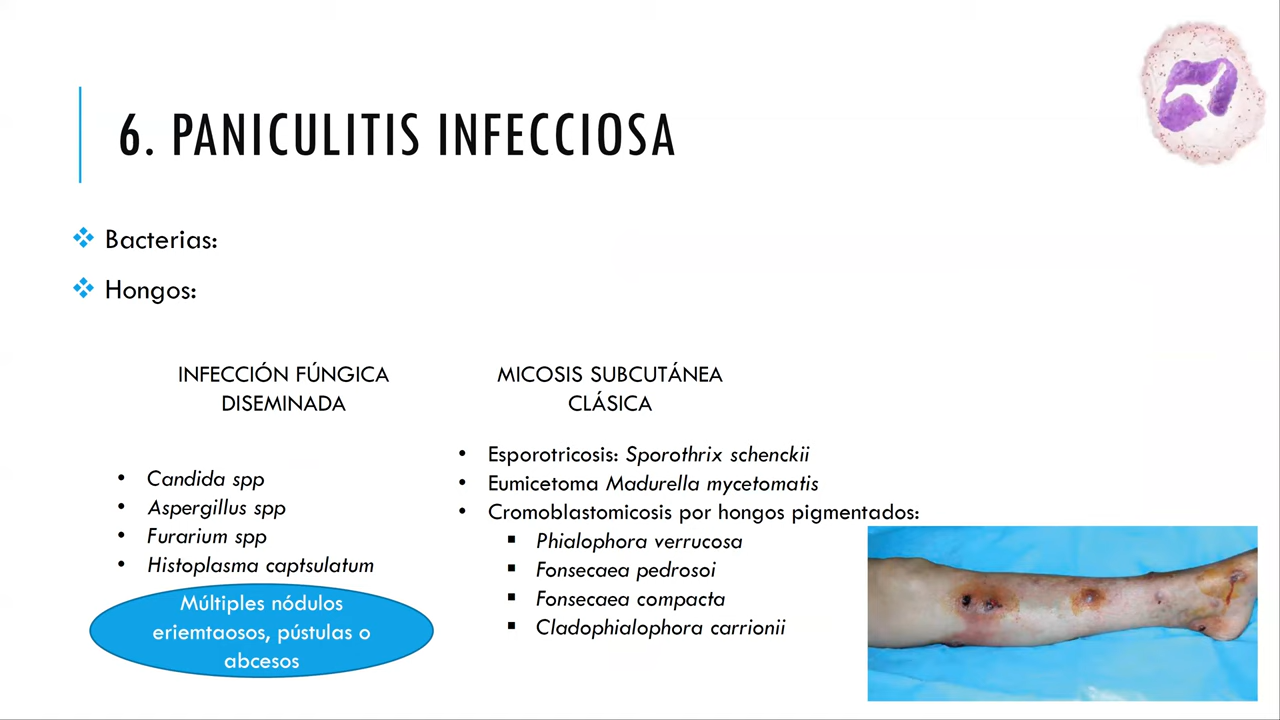 6. PANICULITIS INFECCIOSA
Bacterias:
Hongos:
INFECCIÓN FÚNGICA
DISEMINADA
• Candida spp
• Aspergillus spp
• Furarium spp
• Histoplasma captsulatum
Múltiples nódulos
eriemtaosos, pústulas o
abcesos
MICOSIS SUBCUTÁNEA
CLÁSICA
• Esporotricosis: Sporothrix schenckii
• Eumicetoma Madurella mycetomatis
• Cromoblastomicosis por hongos pigmentados:
▪ Phialophora verrucosa
▪ Fonsecaea pedrosoi
▪ Fonsecaea compacta
▪ Cladophialophora carrionii